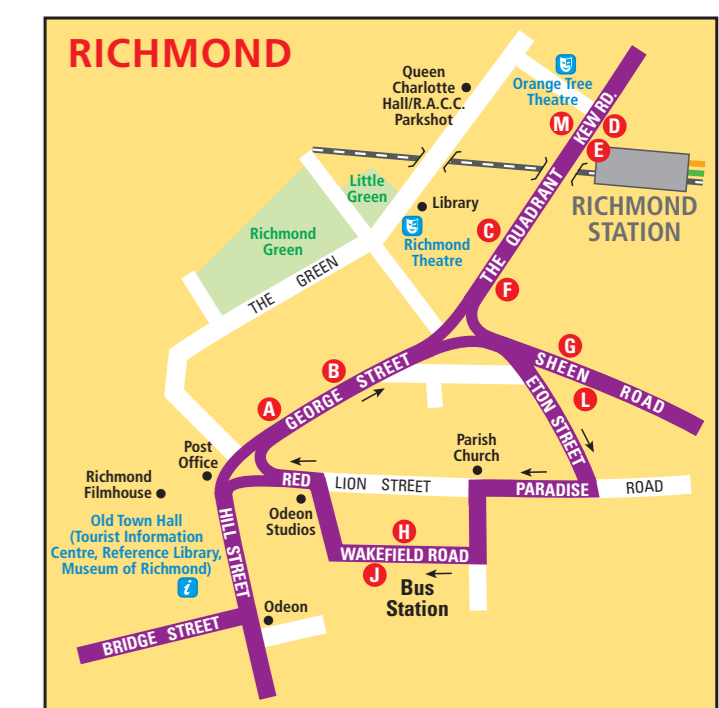 RICHMOND
Queen
Charlotte
Hall/R.A.C.C.
Parkshot
Orange Tree
Theatre
M
KEW RD.
D
E
Little
Green
Library
RICHMOND
STATION
Richmond
Green
Richmond
Theatre
C
THE QUADRANT
THE GREEN
F
G
B
SHEEN ROAD
GEORGE STREET
ETON STREET
L
A
Post
Office
Parish
Church
Richmond
Filmhouse
RED
LION STREET
PARADISE
ROAD
Odeon
Studios
Old Town Hall
(Tourist Information
Centre, Reference Library,
Museum of Richmond)
i
HILL STREET
H
WAKEFIELD ROAD
J
Bus
Station
Odeon
BRIDGE STREET